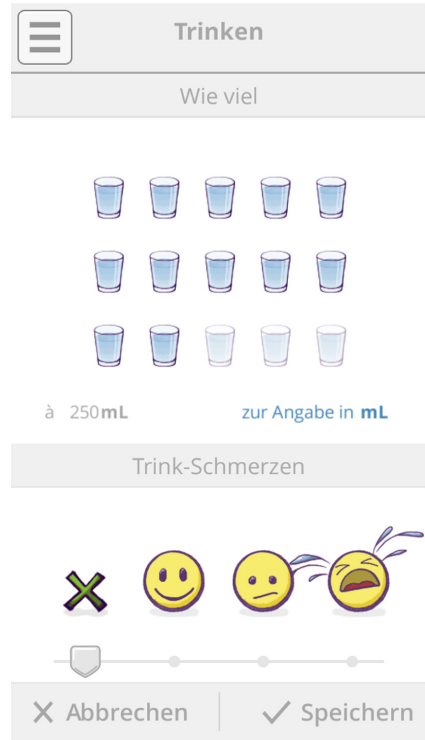 Trinken
Wie viel
à 250mL zur Angabe in mL
Trink-Schmerzen
Abbrechen Speichern